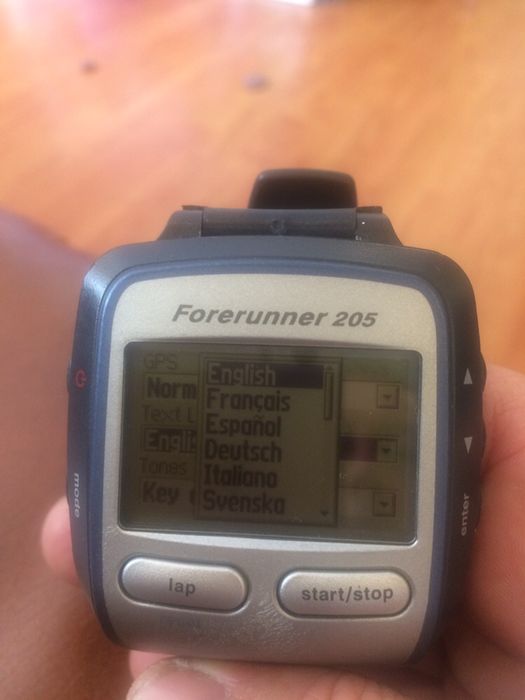 Forerunner 205
GPS
Norm
Text L
Engli
Tones
Key
English
Français
Español
Deutsch
Italiano
Svenska
mode
enter
lap
start/stop